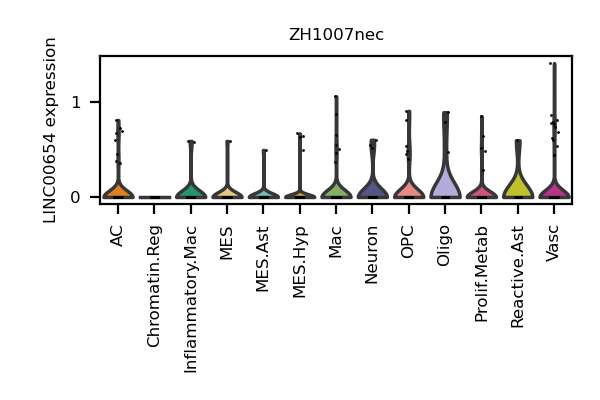 ZH1007nec
LINC00654 expression
1
0
AC
Chromatin.Reg
Inflammatory.Mac
MES
MES.Ast
MES.Hyp
Mac
Neuron
OPC
Oligo
Prolif.Metab
Reactive.Ast
Vasc